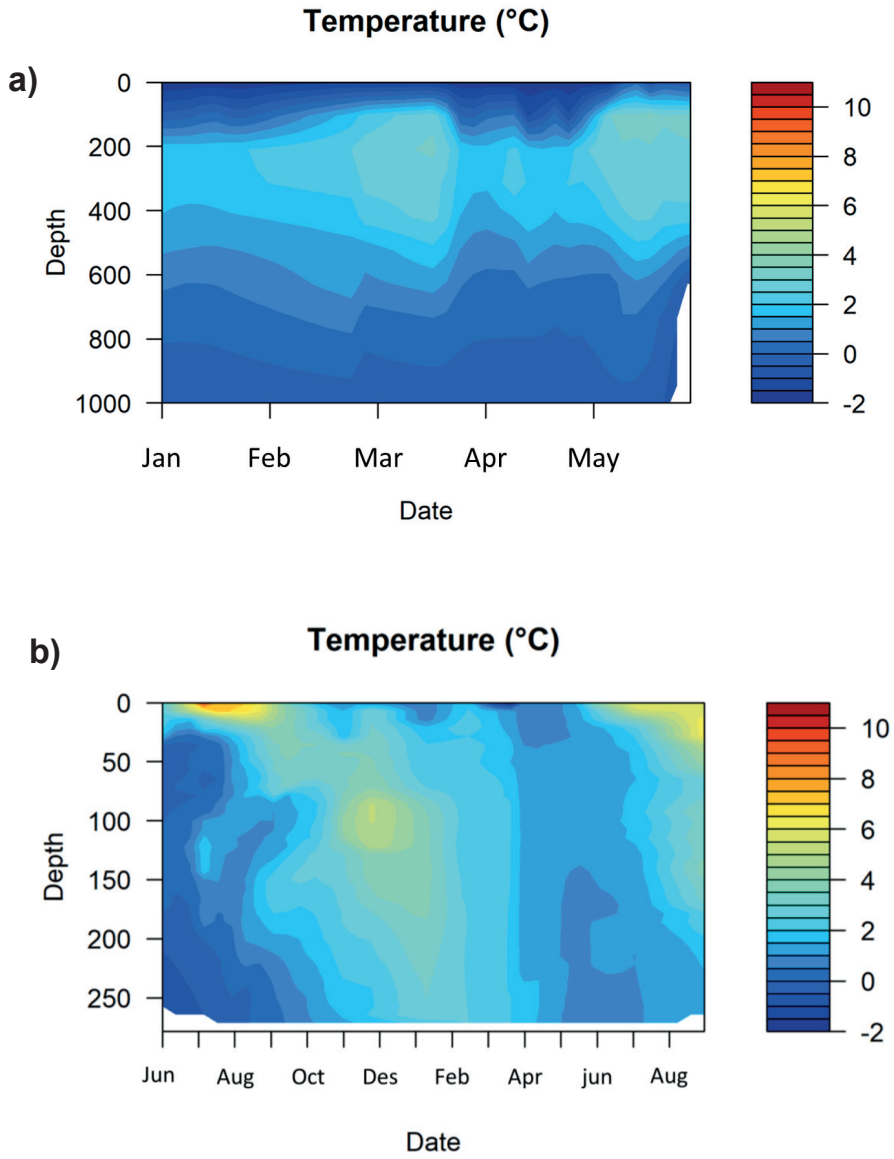 Temperature (°C)
a)
0
200
400
600
800
1000
Depth
Jan Feb Mar Apr May
Date
10
8
6
4
2
0
-2
Temperature (°C)
b)
0
50
100
150
200
250
Depth
Jun Aug Oct Des Feb Apr jun Aug
Date
10
8
6
4
2
0
-2